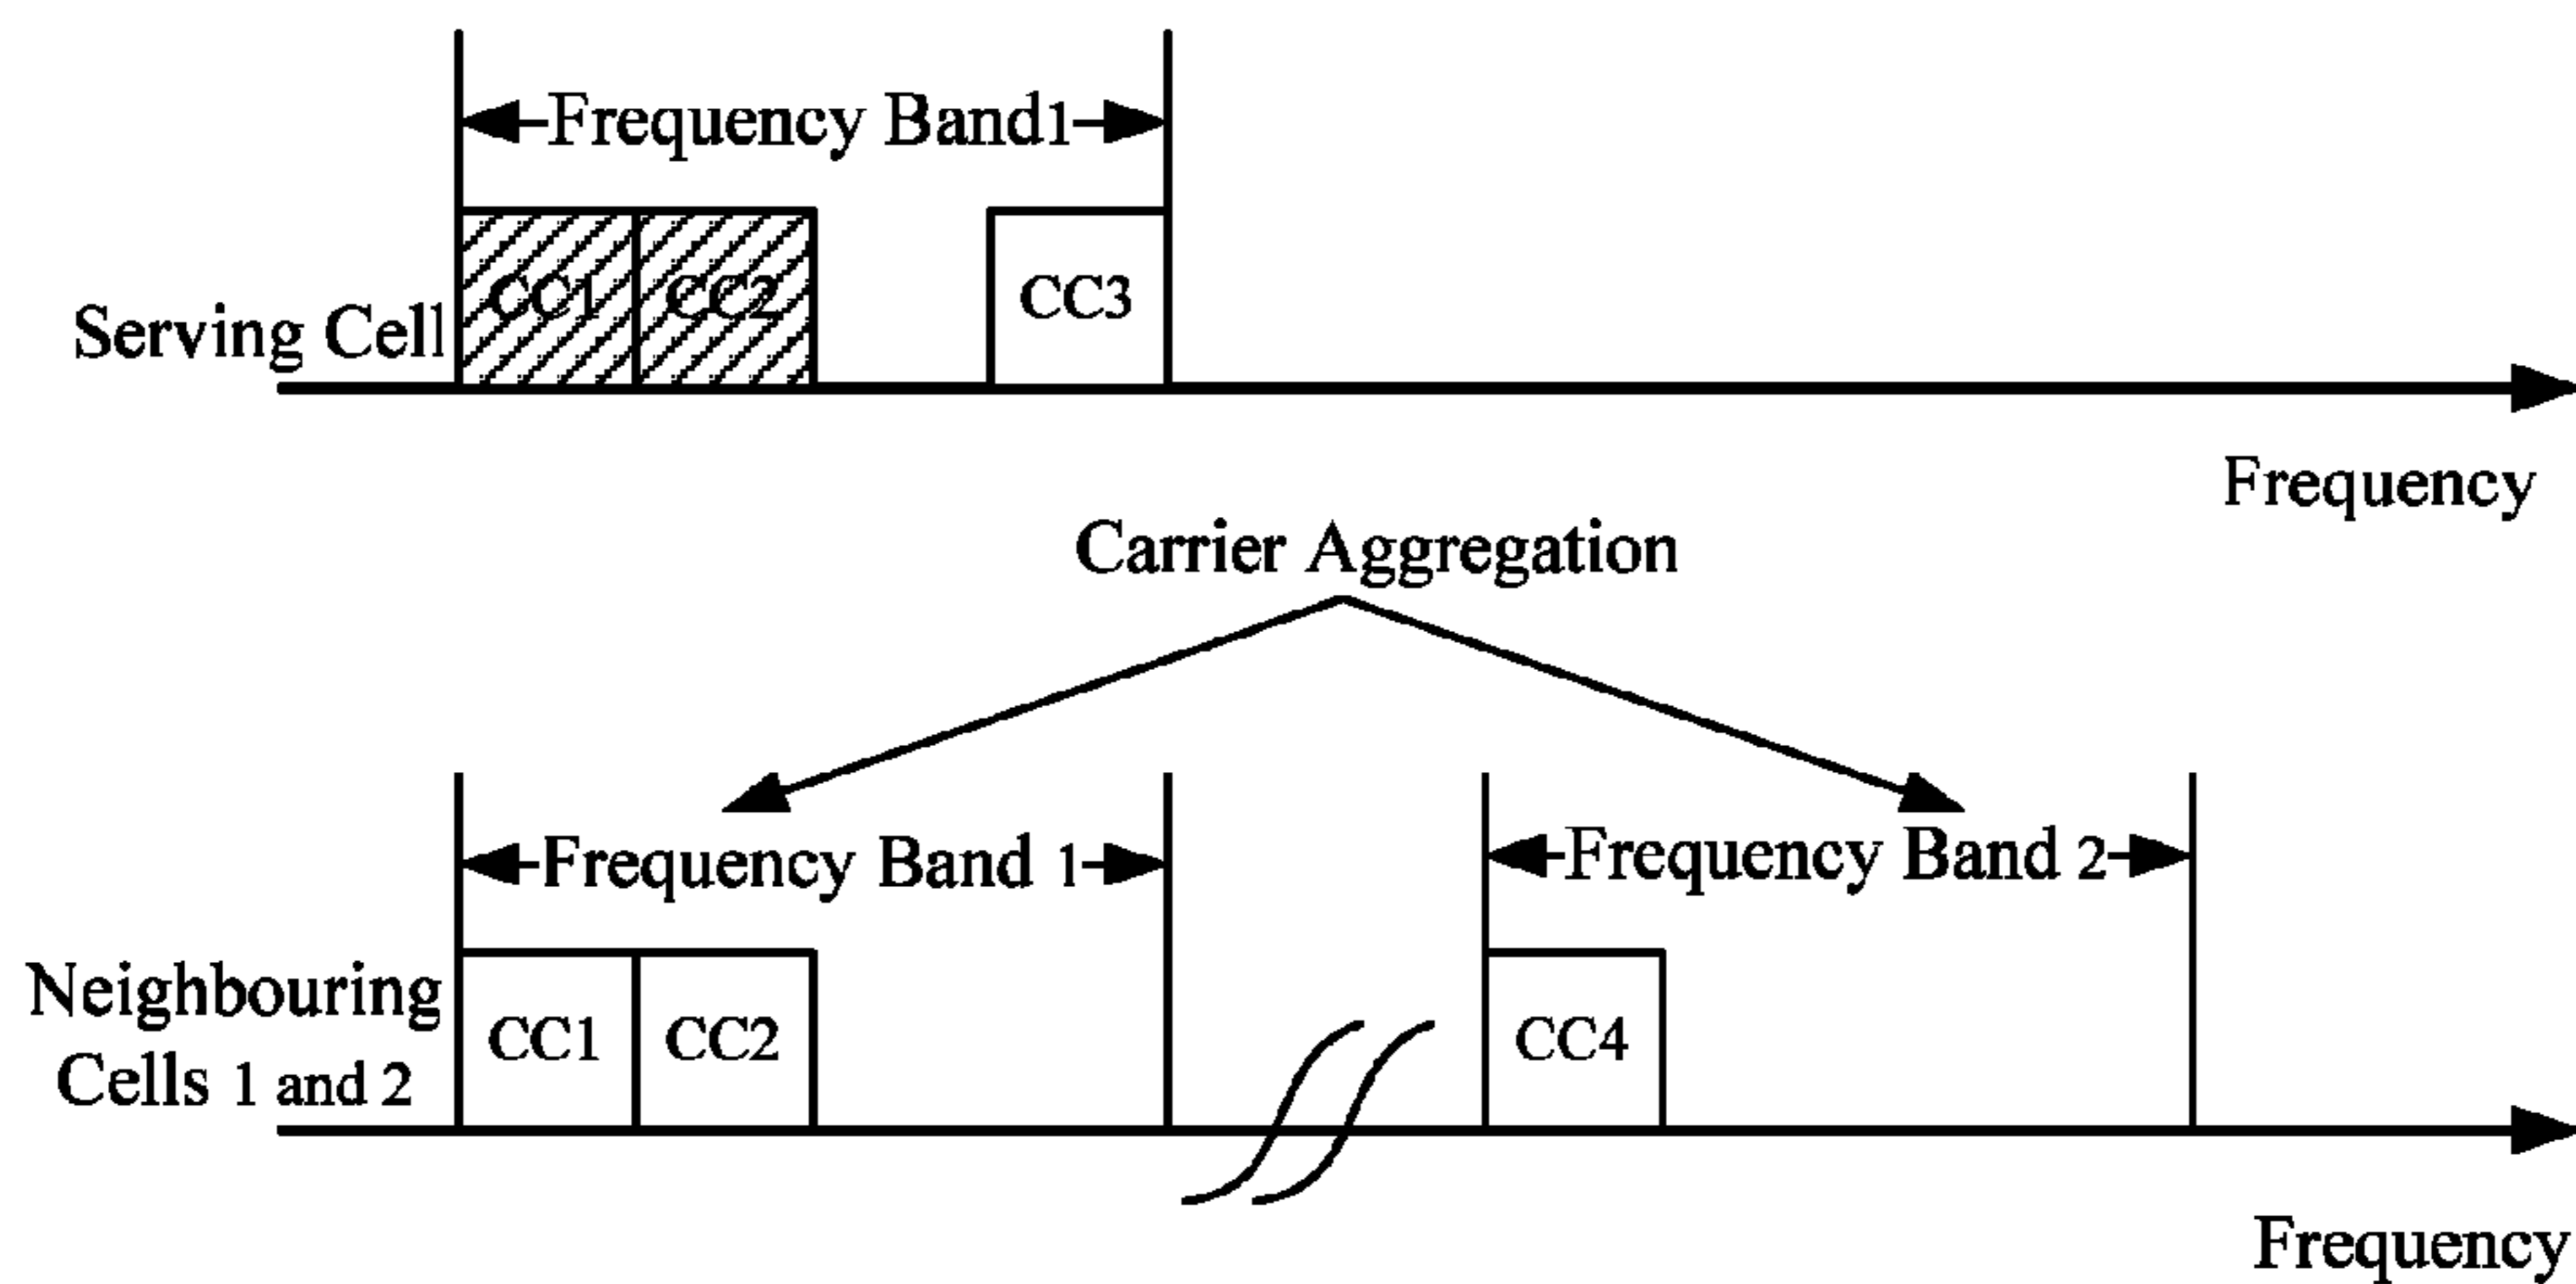 Frequency Band1
CC1 CC2 CC3
Serving Cell
Frequency
Carrier Aggregation
Frequency Band 1 Frequency Band 2
Neighbouring
Cells 1 and 2
CC1 CC2 CC4
Frequency